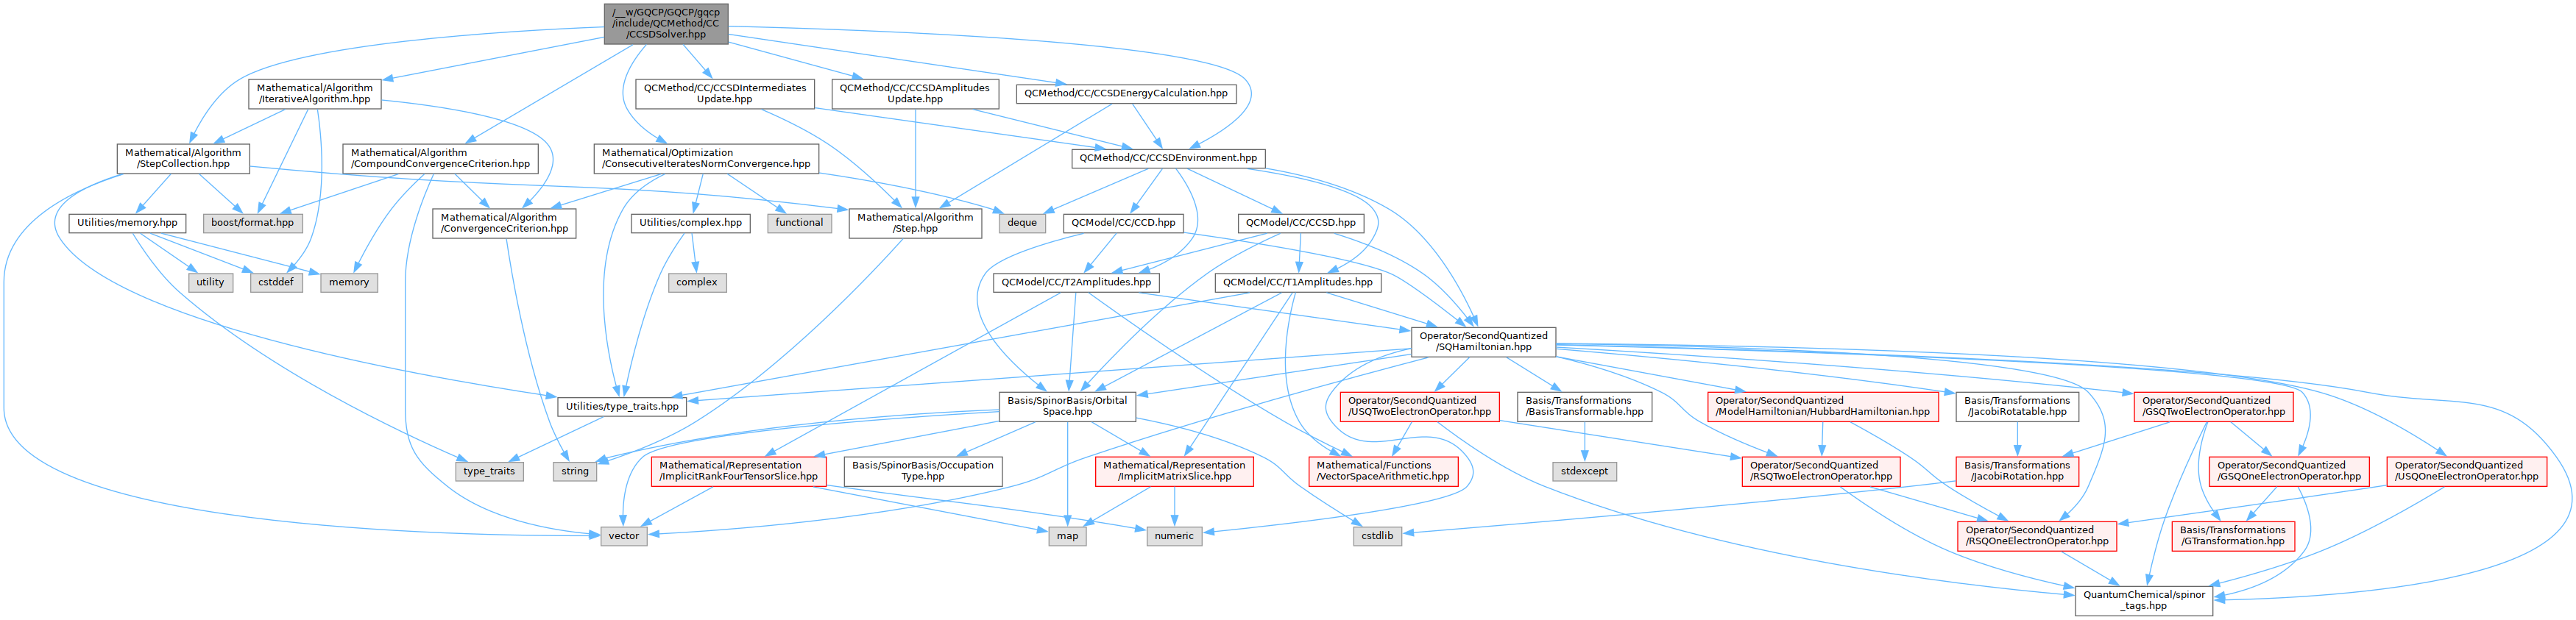 /__w/GQCP/GQCP/gqcp
/include/QCMethod/CC
/CCSDSolver.hpp
Mathematical/Algorithm
/IterativeAlgorithm.hpp
QCMethod/CC/CCSDIntermediates
Update.hpp
QCMethod/CC/CCSDAmplitudes
Update.hpp
QCMethod/CC/CCSDEnergyCalculation.hpp
Mathematical/Algorithm
/StepCollection.hpp
Mathematical/Algorithm
/CompoundConvergenceCriterion.hpp
Mathematical/Optimization
/ConsecutiveIteratesNormConvergence.hpp
QCMethod/CC/CCSDEnvironment.hpp
Utilities/memory.hpp
boost/format.hpp
Mathematical/Algorithm
/ConvergenceCriterion.hpp
Utilities/complex.hpp
functional
Mathematical/Algorithm
/Step.hpp
deque
QCModel/CC/CCD.hpp
QCModel/CC/CCSD.hpp
utility
cstddef
memory
complex
QCModel/CC/T2Amplitudes.hpp
QCModel/CC/T1Amplitudes.hpp
Operator/SecondQuantized
/SQHamiltonian.hpp
Utilities/type_traits.hpp
Basis/SpinorBasis/Orbital
Space.hpp
Operator/SecondQuantized
/USQTwoElectronOperator.hpp
Basis/Transformations
/BasisTransformable.hpp
Operator/SecondQuantized
/ModelHamiltonian/HubbardHamiltonian.hpp
Basis/Transformations
/JacobiRotatable.hpp
Operator/SecondQuantized
/GSQTwoElectronOperator.hpp
type_traits
string
Mathematical/Representation
/ImplicitRankFourTensorSlice.hpp
Basis/SpinorBasis/Occupation
Type.hpp
Mathematical/Representation
/ImplicitMatrixSlice.hpp
Mathematical/Functions
/VectorSpaceArithmetic.hpp
stdexcept
Operator/SecondQuantized
/RSQTwoElectronOperator.hpp
Basis/Transformations
/JacobiRotation.hpp
Operator/SecondQuantized
/GSQOneElectronOperator.hpp
Operator/SecondQuantized
/USQOneElectronOperator.hpp
vector
map
numeric
cstdlib
Operator/SecondQuantized
/RSQOneElectronOperator.hpp
Basis/Transformations
/GTransformation.hpp
QuantumChemical/spinor
_tags.hpp